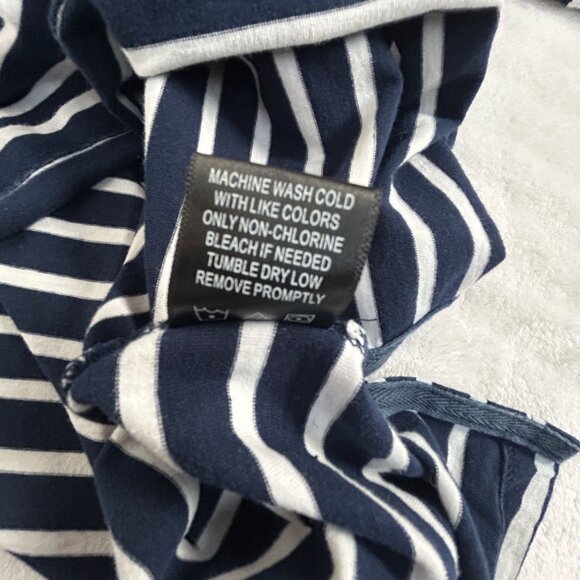 MACHINE WASH COLD
WITH LIKE COLORS
ONLY NON-CHLORINE
BLEACH IF NEEDED
TUMBLE DRY LOW
REMOVE PROMPTLY